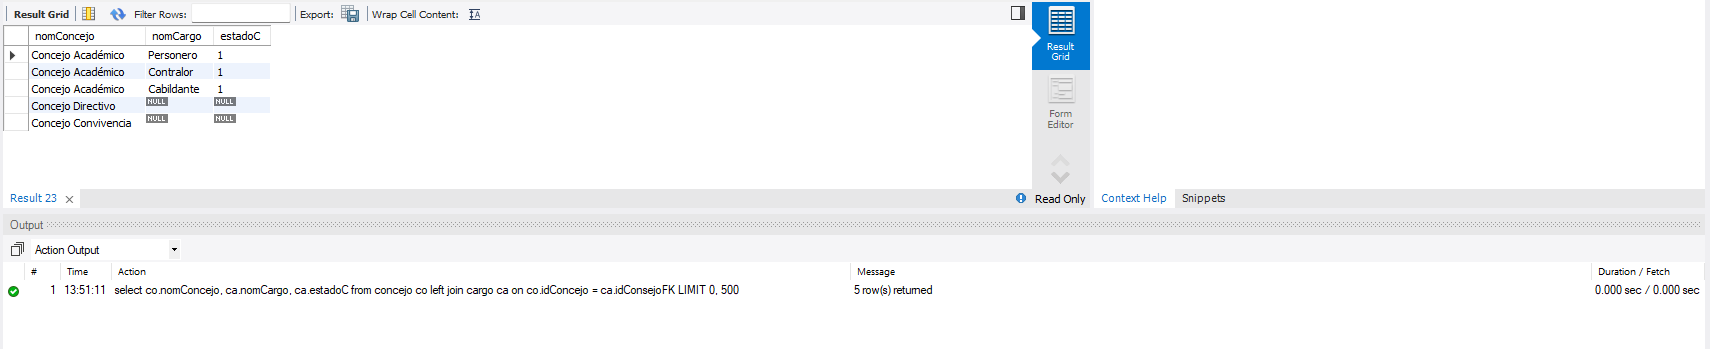 Result Grid Filter Rows: Export: Wrap Cell Content:
nomConcejo nomCargo estadoC
Concejo Académico Personero 1
Concejo Académico Contralor 1
Concejo Académico Cabildante 1
Concejo Directivo NULL NULL
Concejo Convivencia NULL NULL
Result
Grid
Form
Editor
Result 23 Read Only Context Help Snippets
Output
Action Output
# Time Action Message Duration / Fetch
1 13:51:11 select co.nomConcejo, ca.nomCargo, ca.estadoC from concejo co left join cargo ca on co.idConcejo = ca.idConsejoFK LIMIT 0, 500 5 row(s) returned 0.000 sec / 0.000 sec